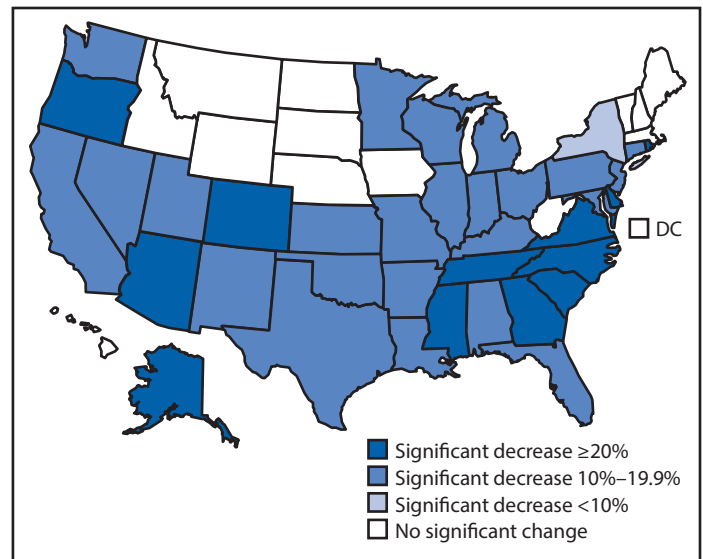 DC
Significant decrease ≥20%
Significant decrease 10%–19.9%
Significant decrease <10%
No significant change